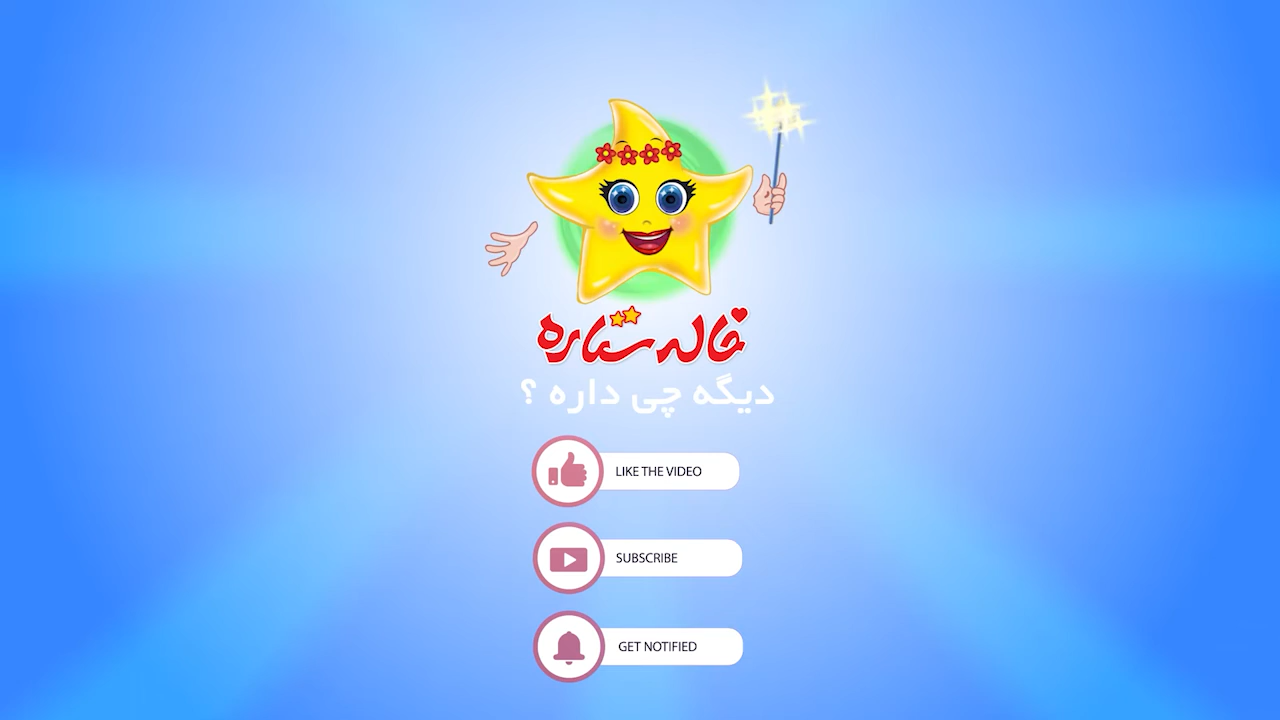 خاله ستاره
دیگه چی داره ؟
LIKE THE VIDEO
SUBSCRIBE
GET NOTIFIED